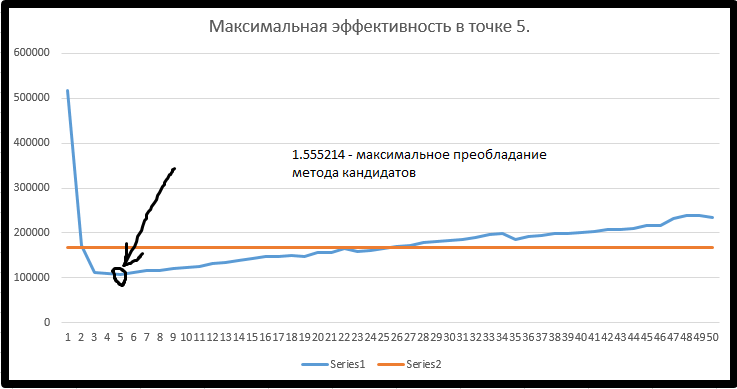 Максимальная эффективность в точке 5.
600000
500000
400000
300000
200000
100000
0
1.555214 - максимальное преобладание
метода кандидатов
1 2 3 4 5 6 7 8 9 10 11 12 13 14 15 16 17 18 19 20 21 22 23 24 25 26 27 28 29 30 31 32 33 34 35 36 37 38 39 40 41 42 43 44 45 46 47 48 49 50
Series1 Series2